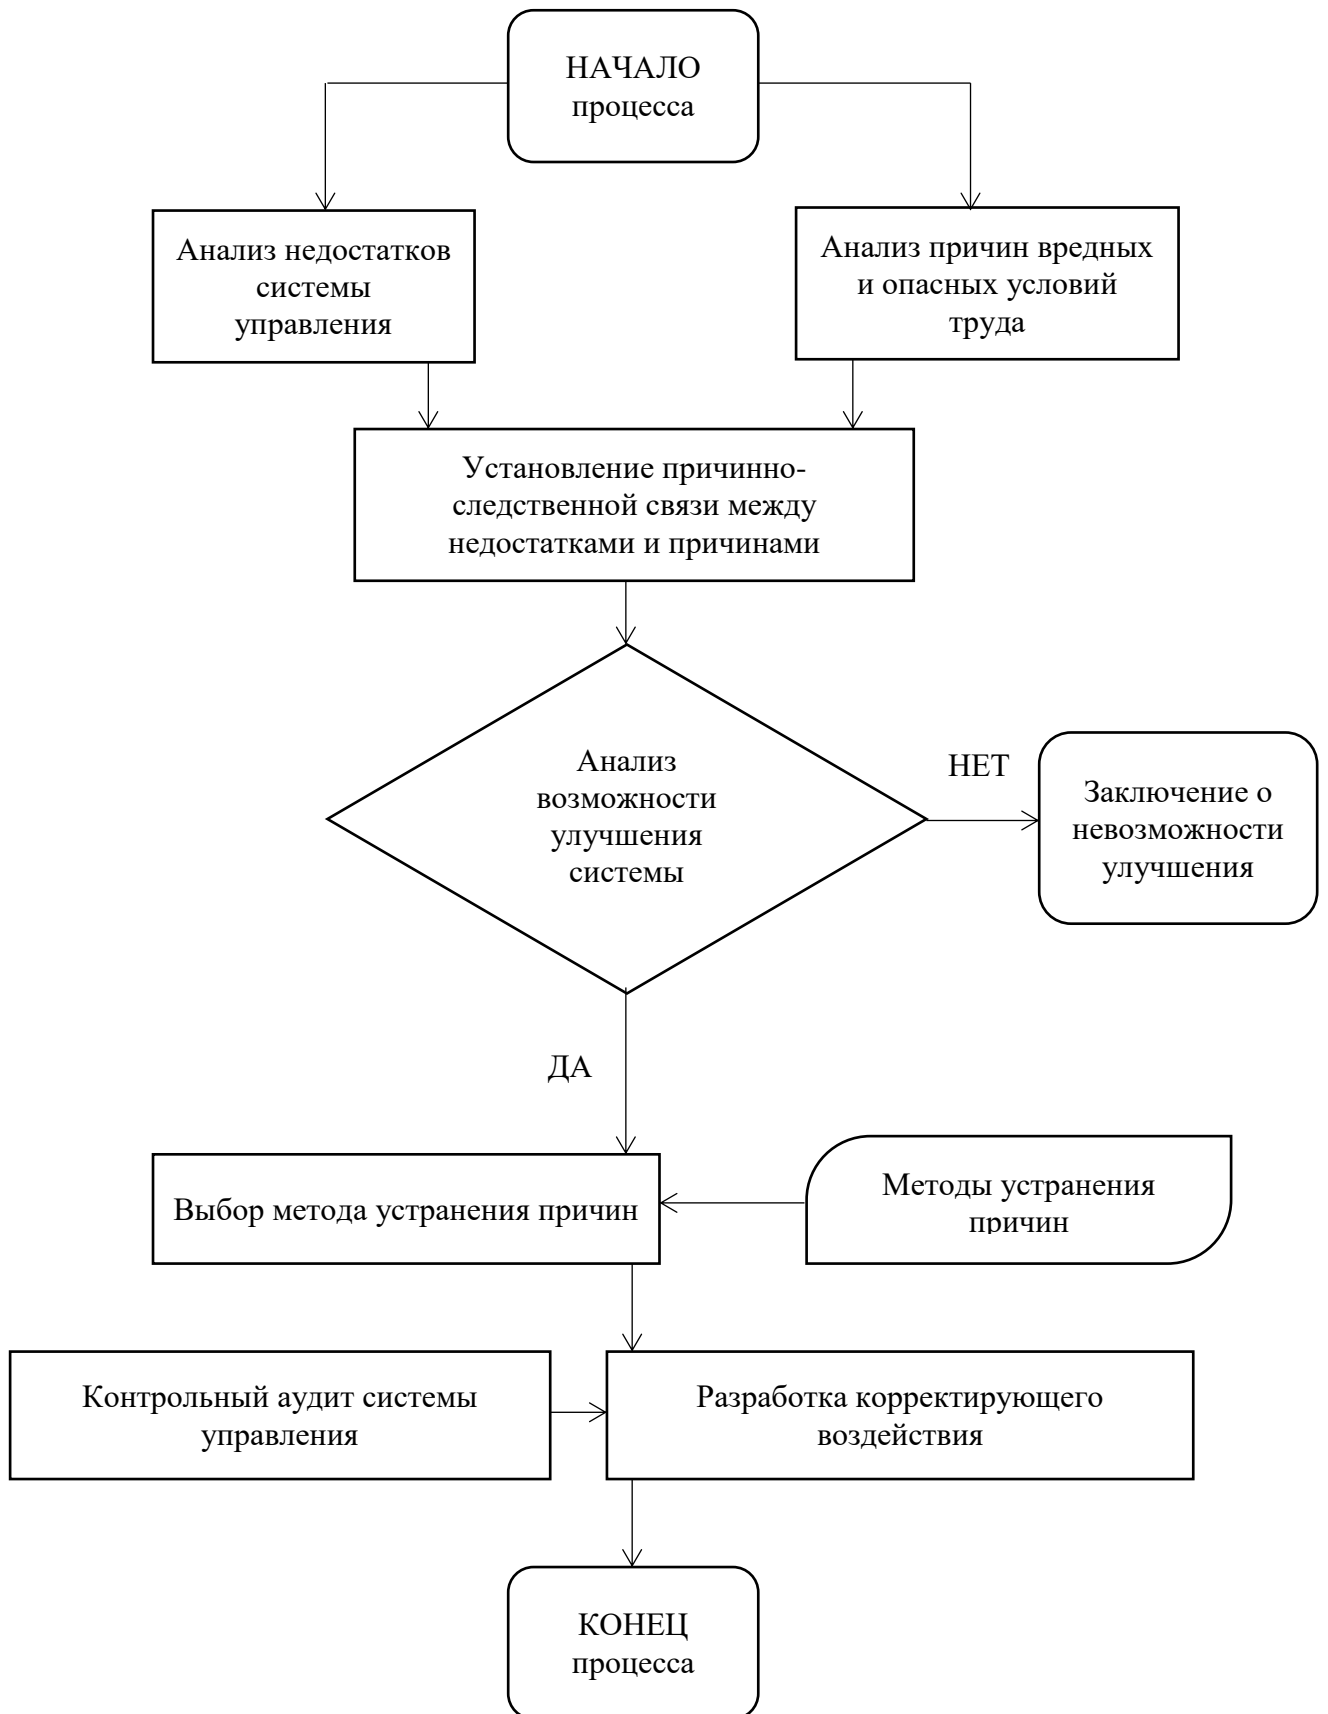 НАЧАЛО
процесса
Анализ недостатков
системы
управления
Анализ причин вредных
и опасных условий
труда
Установление причинно-
следственной связи между
недостатками и причинами
Анализ
возможности
улучшения
системы
НЕТ
Заключение о
невозможности
улучшения
ДА
Выбор метода устранения причин
Методы устранения
причин
Контрольный аудит системы
управления
Разработка корректирующего
воздействия
КОНЕЦ
процесса